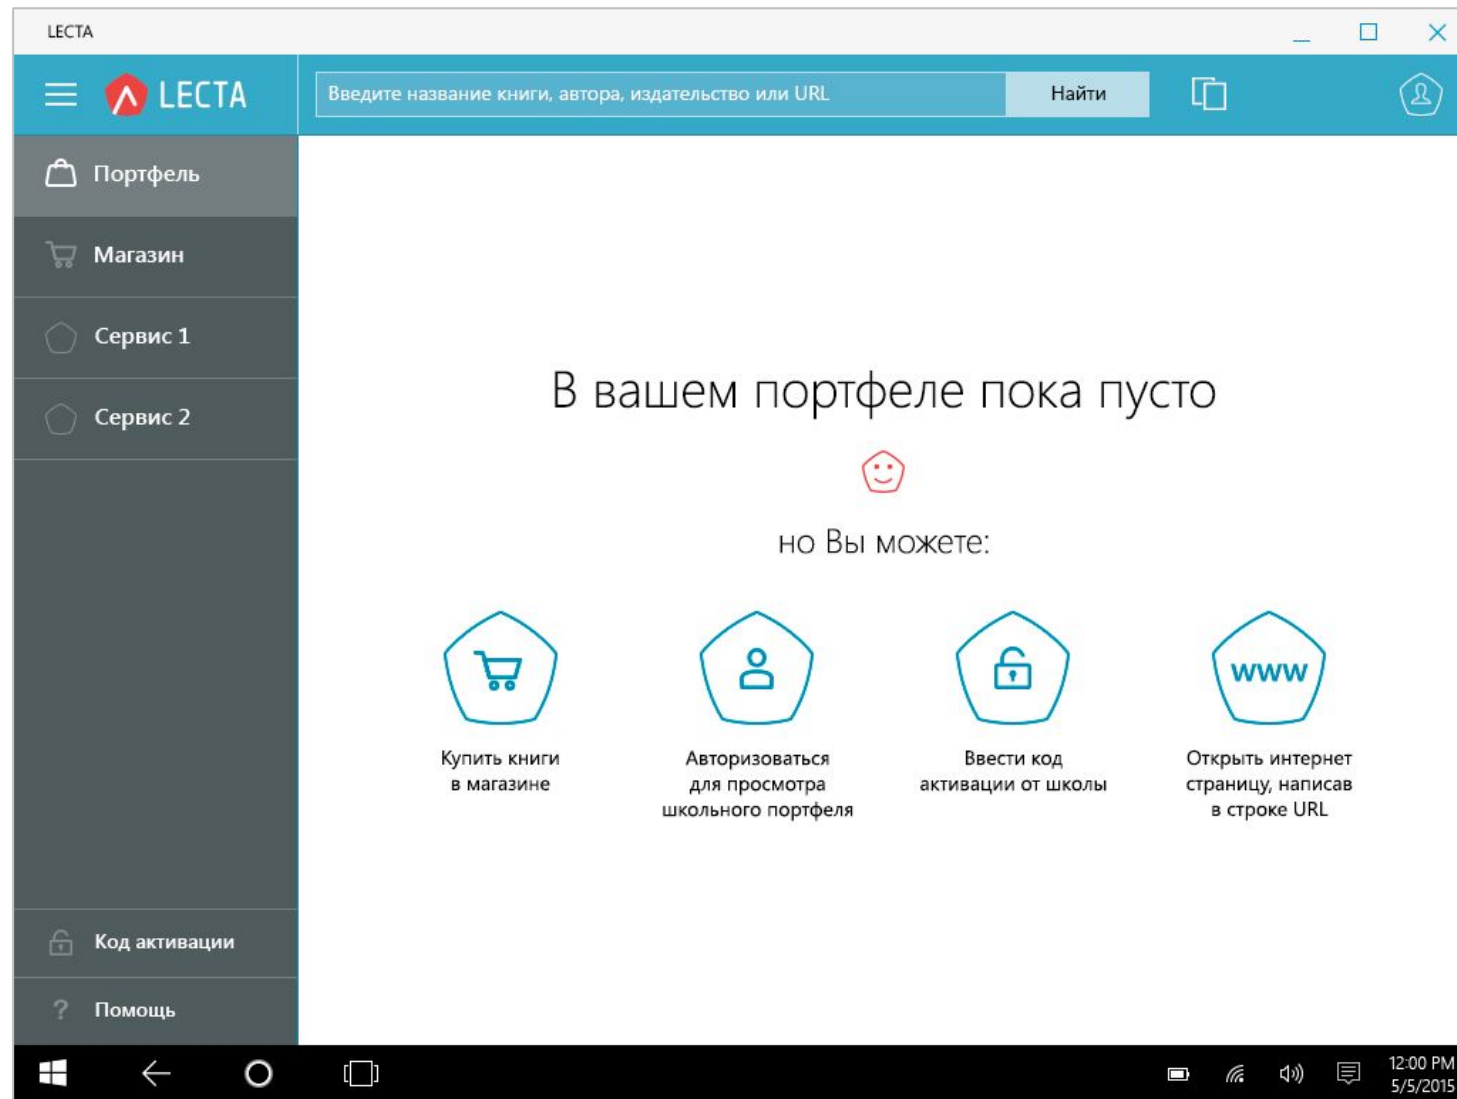 LECTA
LECTA
Введите название книги, автора, издательство или URL
Найти
Портфель
Магазин
Сервис 1
Сервис 2
В вашем портфеле пока пусто
но Вы можете:
Купить книги
в магазине
Авторизоваться
для просмотра
школьного портфеля
Ввести код
активации от школы
www
Открыть интернет
страницу, написав
в строке URL
Код активации
? Помощь
12:00 PM
5/5/2015